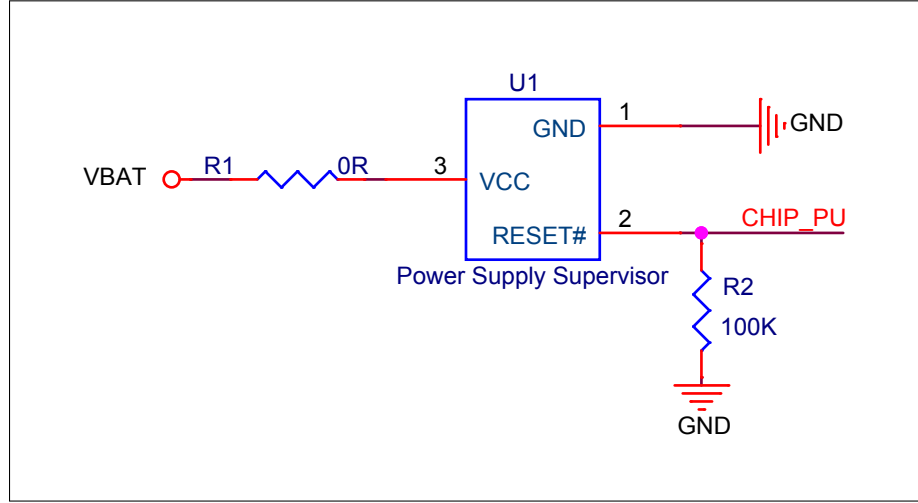 U1
GND
1
GND
VBAT
R1
0R
3
VCC
2
CHIP_PU
RESET#
Power Supply Supervisor
R2
100K
GND